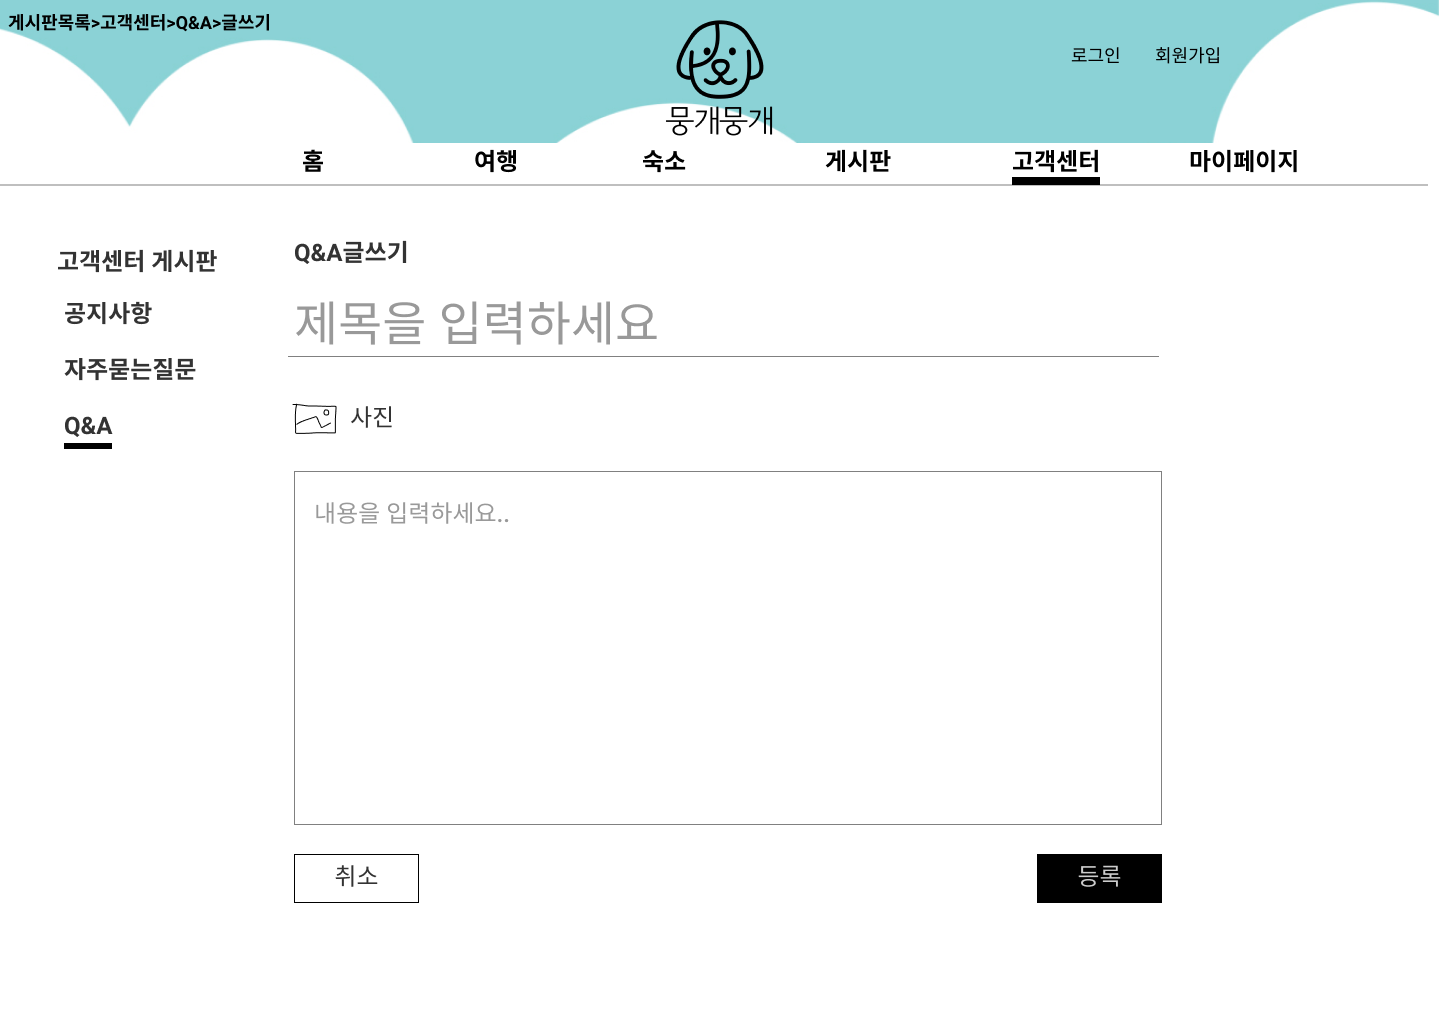 게시판목록>고객센터>Q&A>글쓰기
로그인 회원가입
뭉개뭉개
홈 여행 숙소 게시판 고객센터 마이페이지
고객센터 게시판
공지사항
자주묻는질문
Q&A
Q&A글쓰기
제목을 입력하세요
사진
내용을 입력하세요..
취소 등록